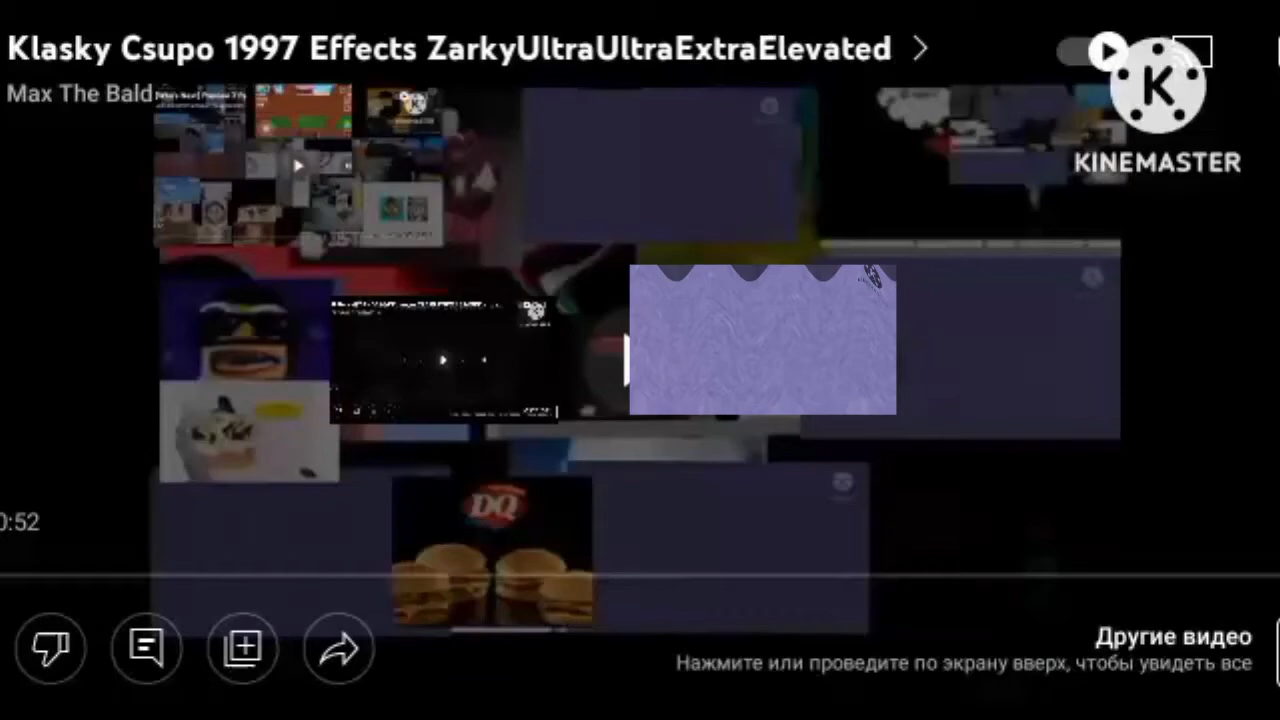 Klasky Csupo 1997 Effects ZarkyUltraUltraExtraElevated
Max The Bald
K
KINEMASTER
DQ
0:52
Другие видео
Нажмите или проведите по экрану вверх, чтобы увидеть все